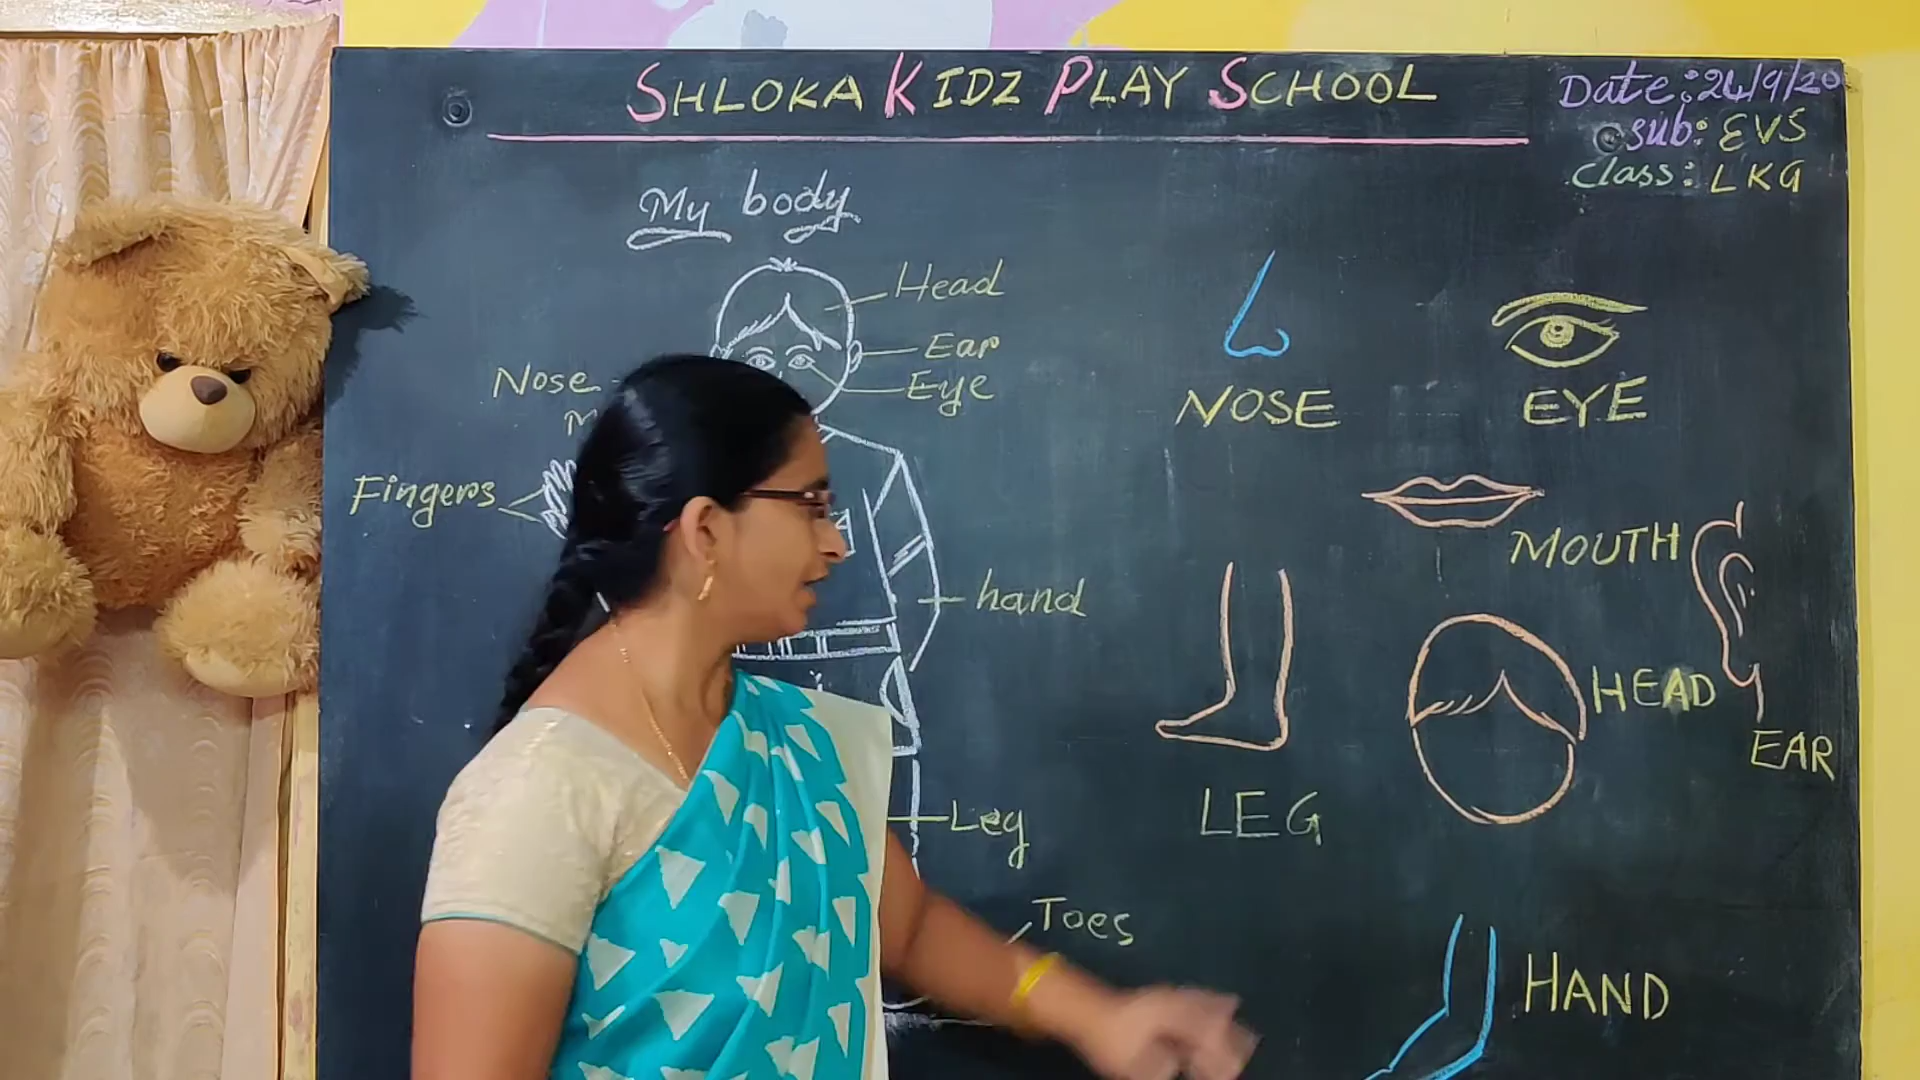 SHLOKA KIDZ PLAY SCHOOL
Date: 24/9/20
Sub: EVS
Class: LKG
My body
Head
Ear
Eye
Nose
Fingers
hand
Leg
Toes
NOSE
EYE
MOUTH
HEAD
EAR
LEG
HAND